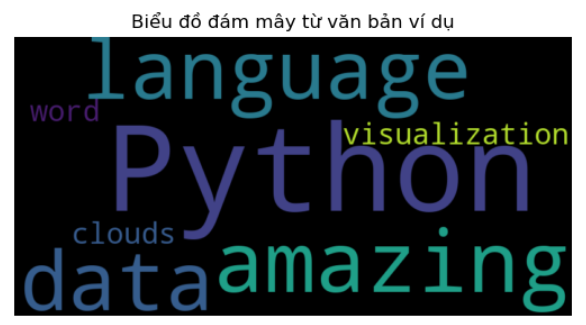 Biểu đồ đám mây từ văn bản ví dụ
language
word
Python
visualization
clouds
data
amazing